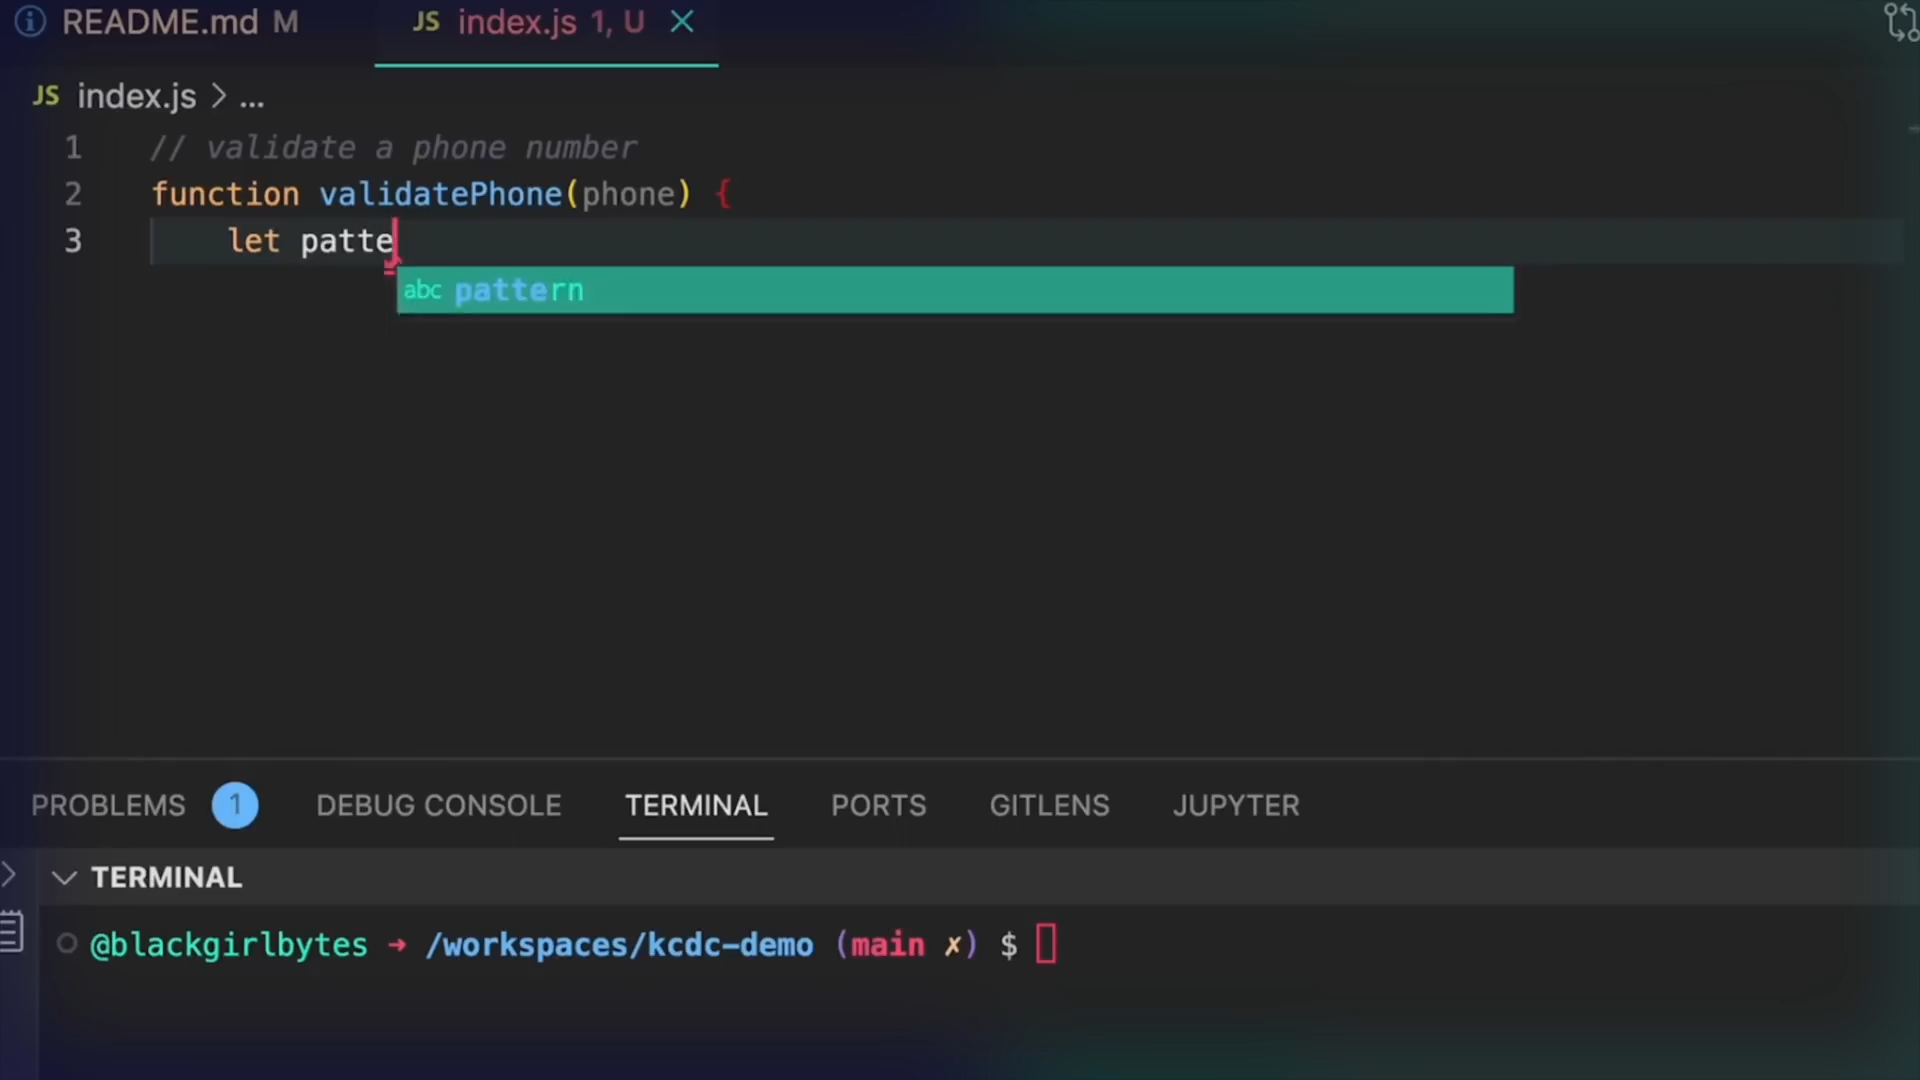 README.md M
JS index.js 1, U
JS index.js > ...
1 // validate a phone number
2 function validatePhone(phone) {
3 let patte
abc pattern
PROBLEMS 1 DEBUG CONSOLE TERMINAL PORTS GITLENS JUPYTER
TERMINAL
@blackgirlbytes → /workspaces/kcdc-demo (main ✗) $